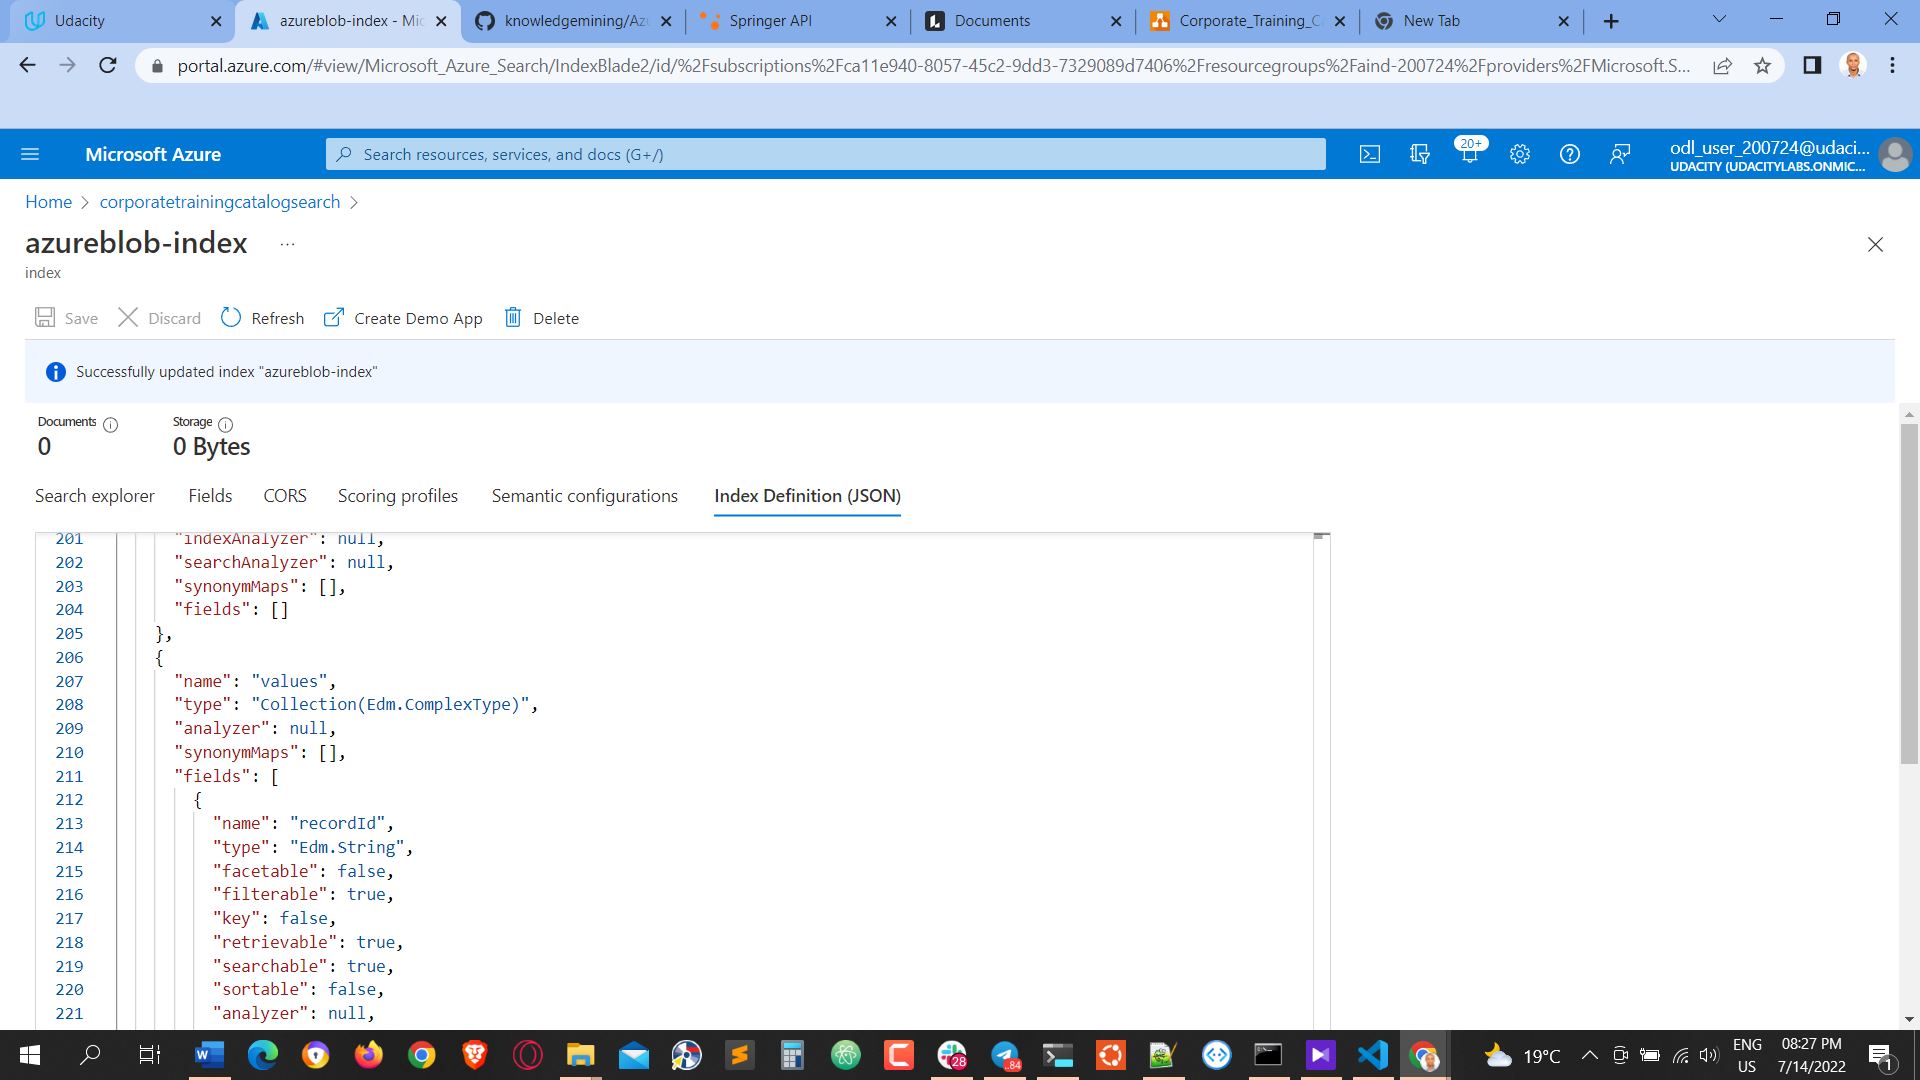 Udacity
azureblob-index - Mic
knowledgemining/Azu
Springer API
Documents
Corporate_Training_Ca
New Tab
portal.azure.com/#view/Microsoft_Azure_Search/IndexBlade2/id/%2Fsubscriptions%2Fca11e940-8057-45c2-9dd3-7329089d7406%2Fresourcegroups%2Faind-200724%2Fproviders%2FMicrosoft.S...
Microsoft Azure
Search resources, services, and docs (G+/)
20+
odl_user_200724@udaci...
UDACITY (UDACITYLABS.ONMIC...
Home > corporatetrainingcatalogsearch >
azureblob-index ...
index
Save
Discard
Refresh
Create Demo App
Delete
Successfully updated index "azureblob-index"
Documents
0
Storage
0 Bytes
Search explorer
Fields
CORS
Scoring profiles
Semantic configurations
Index Definition (JSON)
201 "indexAnalyzer": null,
202 "searchAnalyzer": null,
203 "synonymMaps": [],
204 "fields": []
205 },
206 {
207 "name": "values",
208 "type": "Collection(Edm.ComplexType)",
209 "analyzer": null,
210 "synonymMaps": [],
211 "fields": [
212 {
213 "name": "recordId",
214 "type": "Edm.String",
215 "facetable": false,
216 "filterable": true,
217 "key": false,
218 "retrievable": true,
219 "searchable": true,
220 "sortable": false,
221 "analyzer": null,
28
84
19°C
ENG
US
08:27 PM
7/14/2022
1